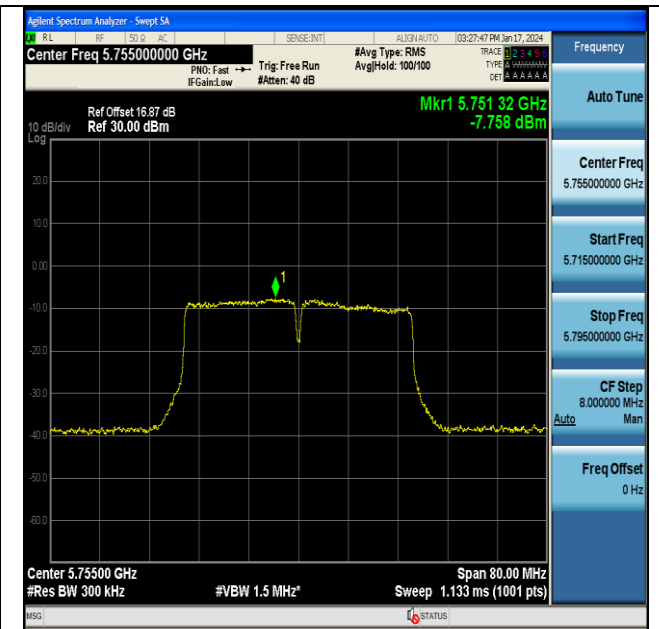 Agilent Spectrum Analyzer - Swept SA
RL RF 50 Ω AC SENSE:INT ALIGN AUTO 03:27:47 PM Jan 17, 2024
Center Freq 5.755000000 GHz
PNO: Fast
IFGain:Low
Trig: Free Run
#Atten: 40 dB
#Avg Type: RMS
Avg|Hold: 100/100
TRACE 1 2 3 4 5 6
TYPE A WWWWW
DET A A A A A A
Ref Offset 16.87 dB
10 dB/div Ref 30.00 dBm
Log
Mkr1 5.751 32 GHz
-7.758 dBm
20.0
10.0
0.00
-10.0
-20.0
-30.0
-40.0
-50.0
-60.0
1
Center 5.75500 GHz Span 80.00 MHz
#Res BW 300 kHz #VBW 1.5 MHz* Sweep 1.133 ms (1001 pts)
MSG STATUS
Frequency
Auto Tune
Center Freq
5.755000000 GHz
Start Freq
5.715000000 GHz
Stop Freq
5.795000000 GHz
CF Step
8.000000 MHz
Auto Man
Freq Offset
0 Hz